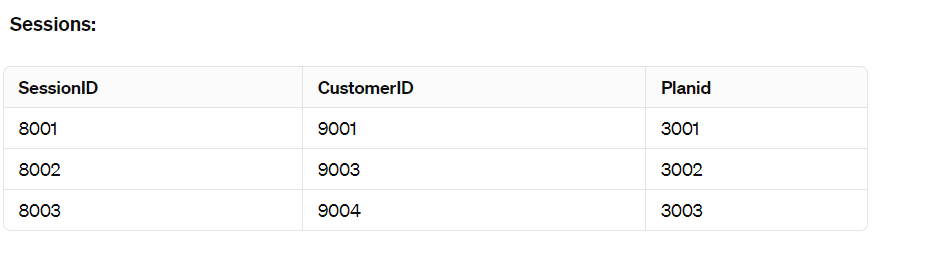 Sessions:
SessionID CustomerID Planid
8001 9001 3001
8002 9003 3002
8003 9004 3003